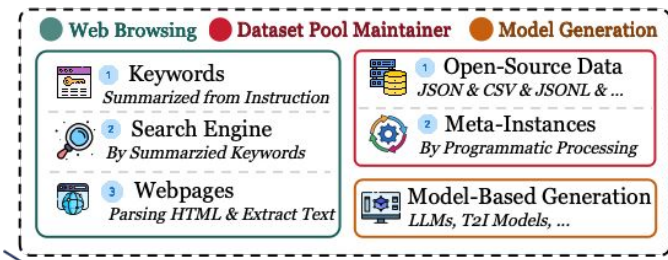 Web Browsing Dataset Pool Maintainer Model Generation
1 Keywords
Summarized from Instruction
2 Search Engine
By Summarzied Keywords
3 Webpages
Parsing HTML & Extract Text
1 Open-Source Data
JSON & CSV & JSONL & ...
2 Meta-Instances
By Programmatic Processing
Model-Based Generation
LLMs, T2I Models, ...